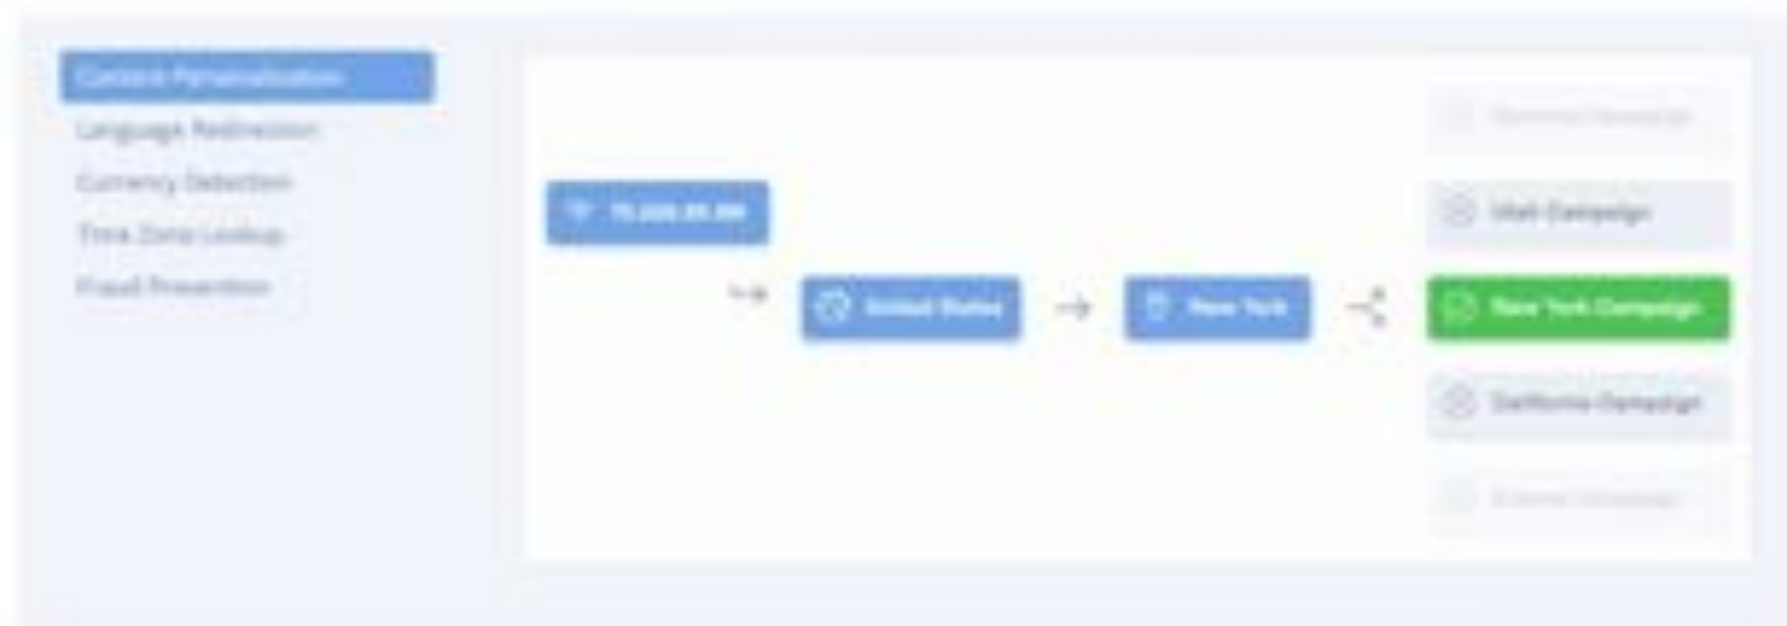 Content Personalization
Language Redirection
Currency Detection
Time Zone Lookup
Fraud Prevention
United States
New York
Utah Campaign
New York Campaign
California Campaign
Campaign